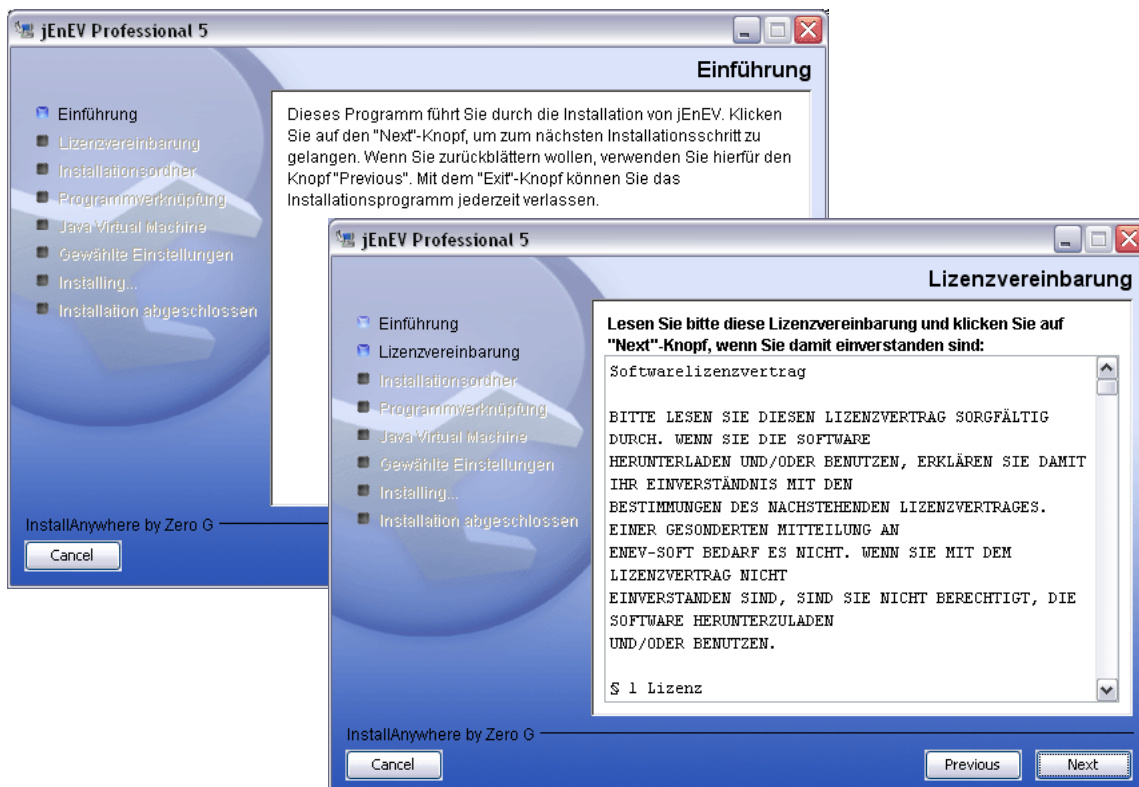 jEnEV Professional 5
Einführung
Einführung
Lizenzvereinbarung
Installationsordner
Programmverknüpfung
Java Virtual Machine
Gewählte Einstellungen
Installing...
Installation abgeschlossen
Dieses Programm führt Sie durch die Installation von jEnEV. Klicken
Sie auf den "Next"-Knopf, um zum nächsten Installationsschritt zu
gelangen. Wenn Sie zurückblättern wollen, verwenden Sie hierfür den
Knopf "Previous". Mit dem "Exit"-Knopf können Sie das
Installationsprogramm jederzeit verlassen.
InstallAnywhere by Zero G
Cancel
jEnEV Professional 5
Lizenzvereinbarung
Einführung
Lizenzvereinbarung
Installationsordner
Programmverknüpfung
Java Virtual Machine
Gewählte Einstellungen
Installing...
Installation abgeschlossen
Lesen Sie bitte diese Lizenzvereinbarung und klicken Sie auf
"Next"-Knopf, wenn Sie damit einverstanden sind:
Softwarelizenzvertrag
BITTE LESEN SIE DIESEN LIZENZVERTRAG SORGFÄLTIG
DURCH. WENN SIE DIE SOFTWARE
HERUNTERLADEN UND/ODER BENUTZEN, ERKLÄREN SIE DAMIT
IHR EINVERSTÄNDNIS MIT DEN
BESTIMMUNGEN DES NACHSTEHENDEN LIZENZVERTRAGES.
EINER GESONDERTEN MITTEILUNG AN
ENEV-SOFT BEDARF ES NICHT. WENN SIE MIT DEM
LIZENZVERTRAG NICHT
EINVERSTANDEN SIND, SIND SIE NICHT BERECHTIGT, DIE
SOFTWARE HERUNTERZULADEN
UND/ODER BENUTZEN.
§ 1 Lizenz
InstallAnywhere by Zero G
Cancel
Previous
Next